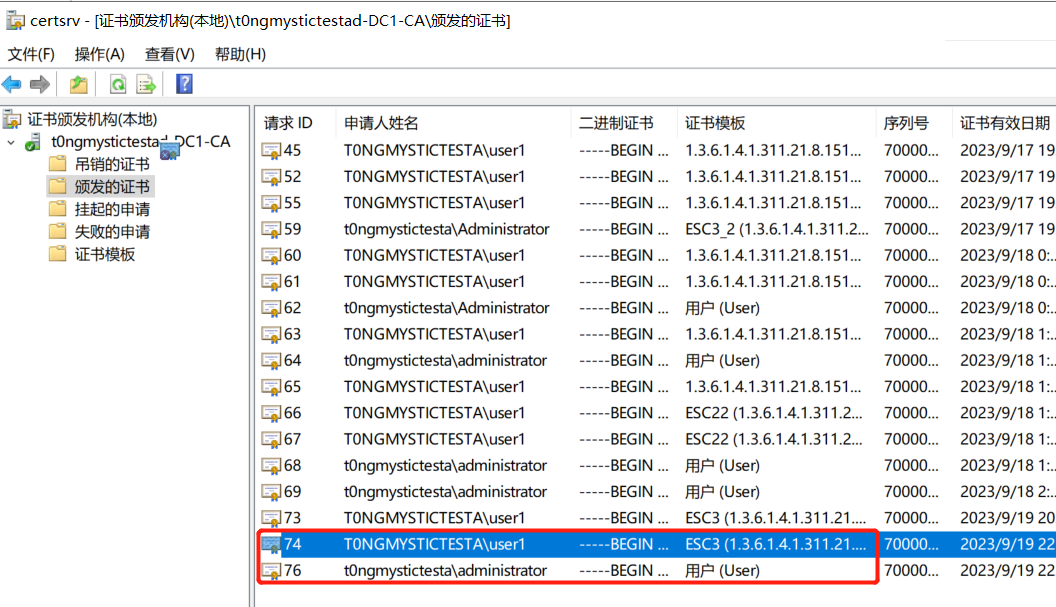 certsrv - [证书颁发机构(本地)\t0ngmystictestad-DC1-CA\颁发的证书]
文件(F) 操作(A) 查看(V) 帮助(H)
证书颁发机构(本地)
t0ngmystictesta -DC1-CA
吊销的证书
颁发的证书
挂起的申请
失败的申请
证书模板
请求 ID 申请人姓名 二进制证书 证书模板 序列号 证书有效日期
45 T0NGMYSTICTESTA\user1 -----BEGIN ... 1.3.6.1.4.1.311.21.8.151... 70000... 2023/9/17 19
52 T0NGMYSTICTESTA\user1 -----BEGIN ... 1.3.6.1.4.1.311.21.8.151... 70000... 2023/9/17 19
55 T0NGMYSTICTESTA\user1 -----BEGIN ... 1.3.6.1.4.1.311.21.8.151... 70000... 2023/9/17 19
59 t0ngmystictesta\Administrator -----BEGIN ... ESC3_2 (1.3.6.1.4.1.311.2... 70000... 2023/9/17 19
60 T0NGMYSTICTESTA\user1 -----BEGIN ... 1.3.6.1.4.1.311.21.8.151... 70000... 2023/9/18 0:..
61 T0NGMYSTICTESTA\user1 -----BEGIN ... 1.3.6.1.4.1.311.21.8.151... 70000... 2023/9/18 0:..
62 t0ngmystictesta\Administrator -----BEGIN ... 用户 (User) 70000... 2023/9/18 0:..
63 T0NGMYSTICTESTA\user1 -----BEGIN ... 1.3.6.1.4.1.311.21.8.151... 70000... 2023/9/18 1:..
64 t0ngmystictesta\administrator -----BEGIN ... 用户 (User) 70000... 2023/9/18 1:..
65 T0NGMYSTICTESTA\user1 -----BEGIN ... 1.3.6.1.4.1.311.21.8.151... 70000... 2023/9/18 1:..
66 T0NGMYSTICTESTA\user1 -----BEGIN ... ESC22 (1.3.6.1.4.1.311.2... 70000... 2023/9/18 1:..
67 T0NGMYSTICTESTA\user1 -----BEGIN ... ESC22 (1.3.6.1.4.1.311.2... 70000... 2023/9/18 1:..
68 t0ngmystictesta\administrator -----BEGIN ... 用户 (User) 70000... 2023/9/18 1:..
69 t0ngmystictesta\administrator -----BEGIN ... 用户 (User) 70000... 2023/9/18 2:..
73 T0NGMYSTICTESTA\user1 -----BEGIN ... ESC3 (1.3.6.1.4.1.311.21.... 70000... 2023/9/19 20
74 T0NGMYSTICTESTA\user1 -----BEGIN ... ESC3 (1.3.6.1.4.1.311.21.... 70000... 2023/9/19 22
76 t0ngmystictesta\administrator -----BEGIN ... 用户 (User) 70000... 2023/9/19 22